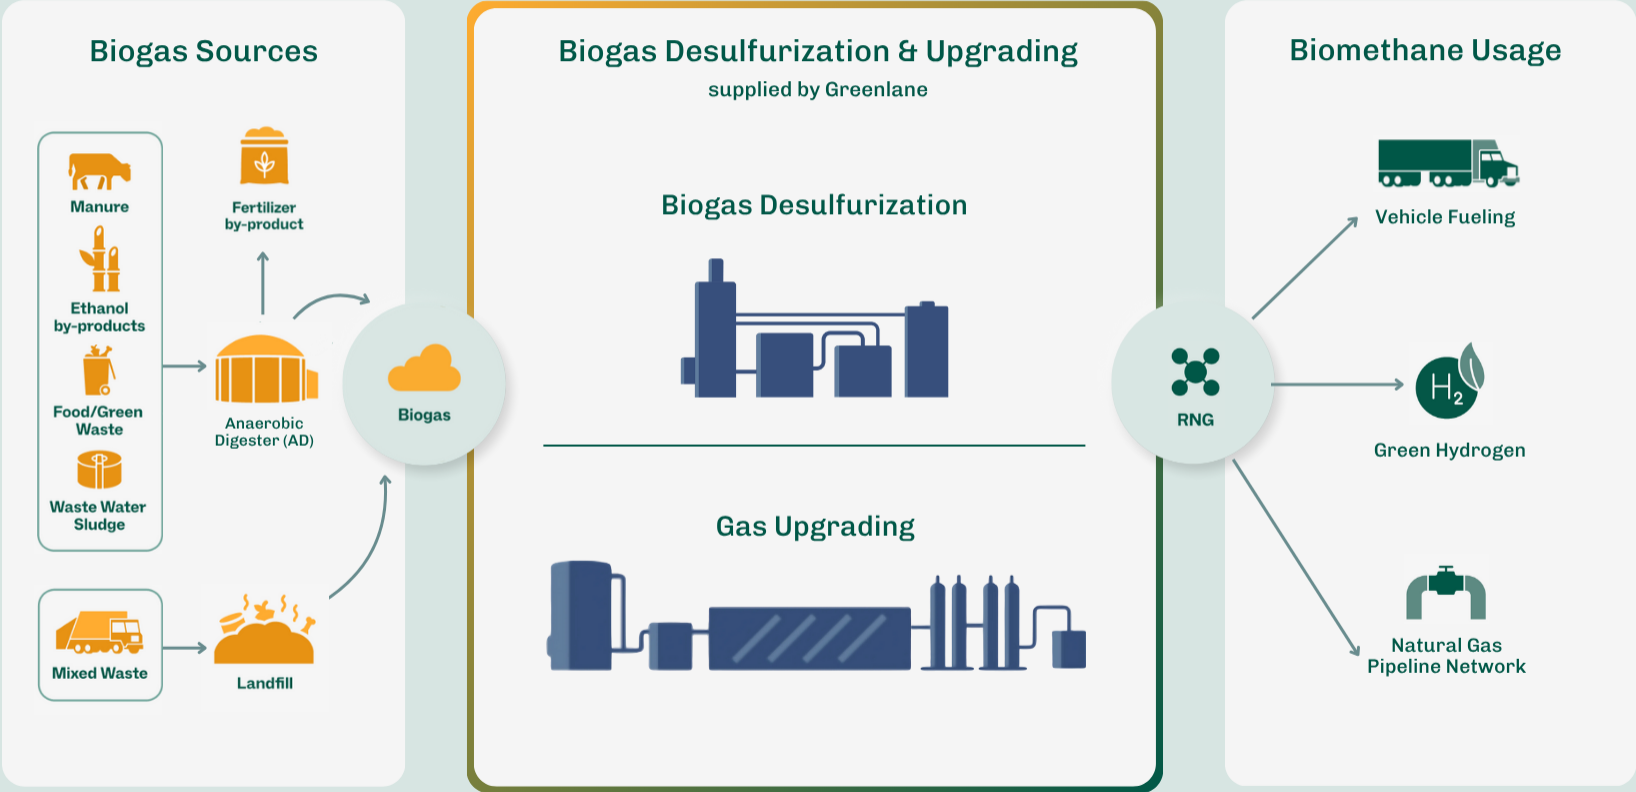 Biogas Sources
Manure
Ethanol
by-products
Food/Green
Waste
Waste Water
Sludge
Mixed Waste
Fertilizer
by-product
Anaerobic
Digester (AD)
Landfill
Biogas
Biogas Desulfurization & Upgrading
supplied by Greenlane
Biogas Desulfurization
Gas Upgrading
RNG
Biomethane Usage
Vehicle Fueling
H₂
Green Hydrogen
Natural Gas
Pipeline Network